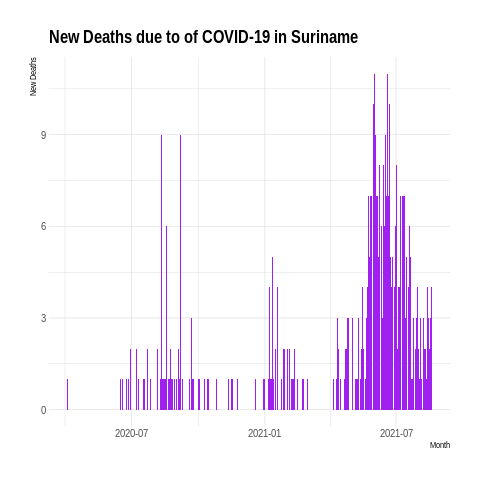 New Deaths due to of COVID-19 in Suriname
New Deaths
9
6
3
0
2020-07
2021-01
2021-07
Month